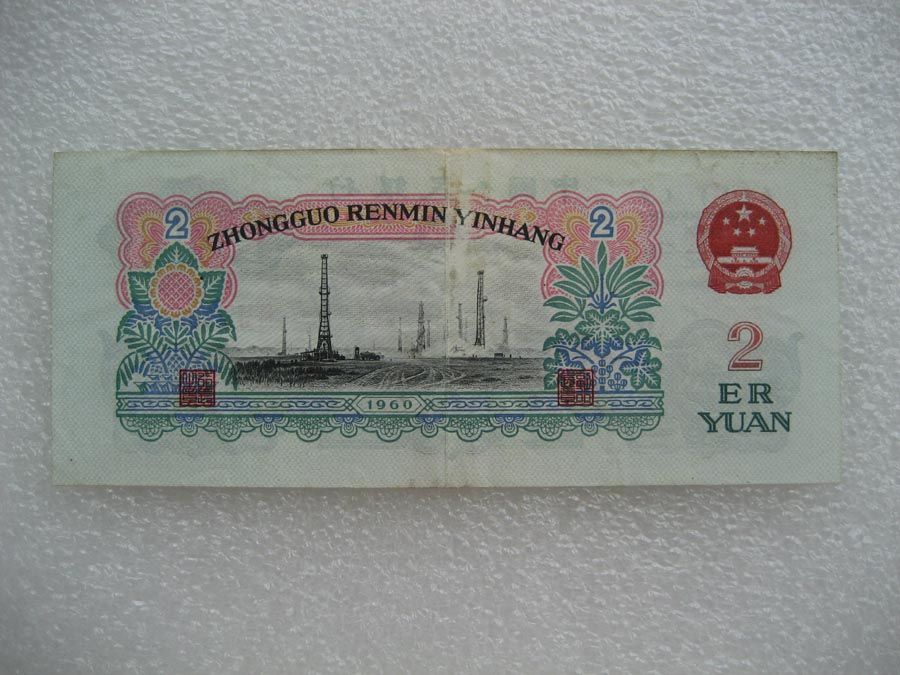 2
2
ZHONGGUO RENMIN YINHANG
2
ER
YUAN
1960